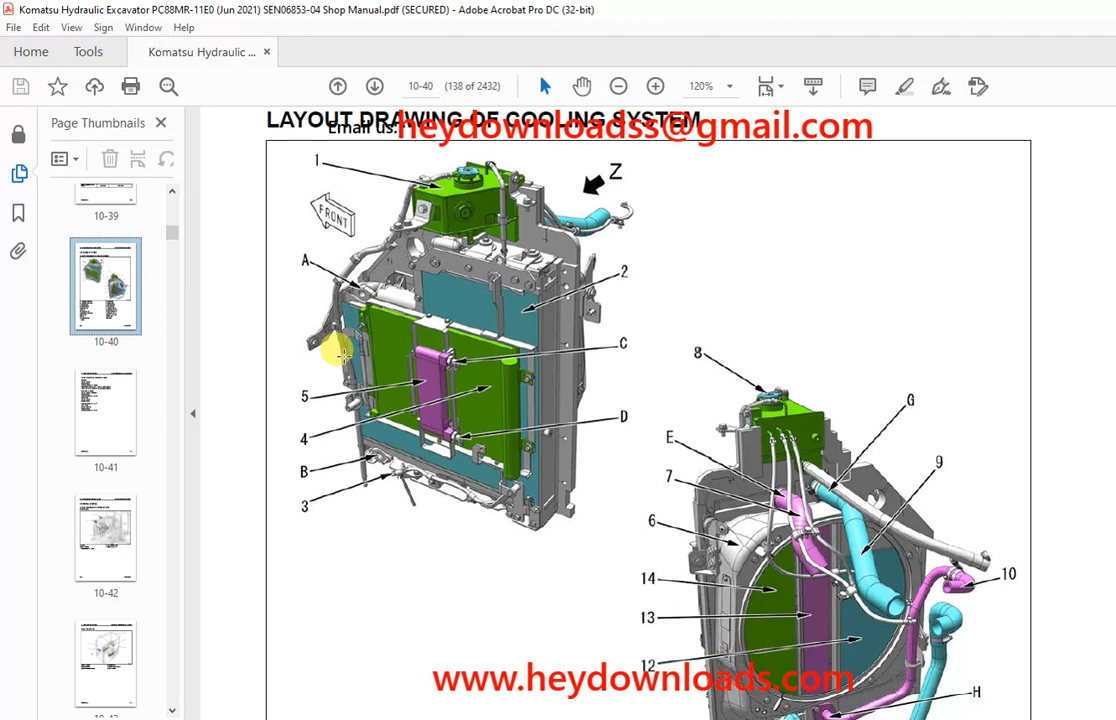 Komatsu Hydraulic Excavator PC88MR-11E0 (Jun 2021) SEN06853-04 Shop Manual.pdf (SECURED) - Adobe Acrobat Pro DC (32-bit)
File Edit View Sign Window Help
Home Tools Komatsu Hydraulic ... ×
10-40 (138 of 2432) 120%
Page Thumbnails
10-39
10-40
10-41
10-42
LAYOUT DRAWING OF COOLING SYSTEM
Email us: heydownloadss@gmail.com
1
Z
FRONT
A
2
C
5
4
D
B
3
8
G
E
9
7
6
10
14
13
12
H
www.heydownloads.com